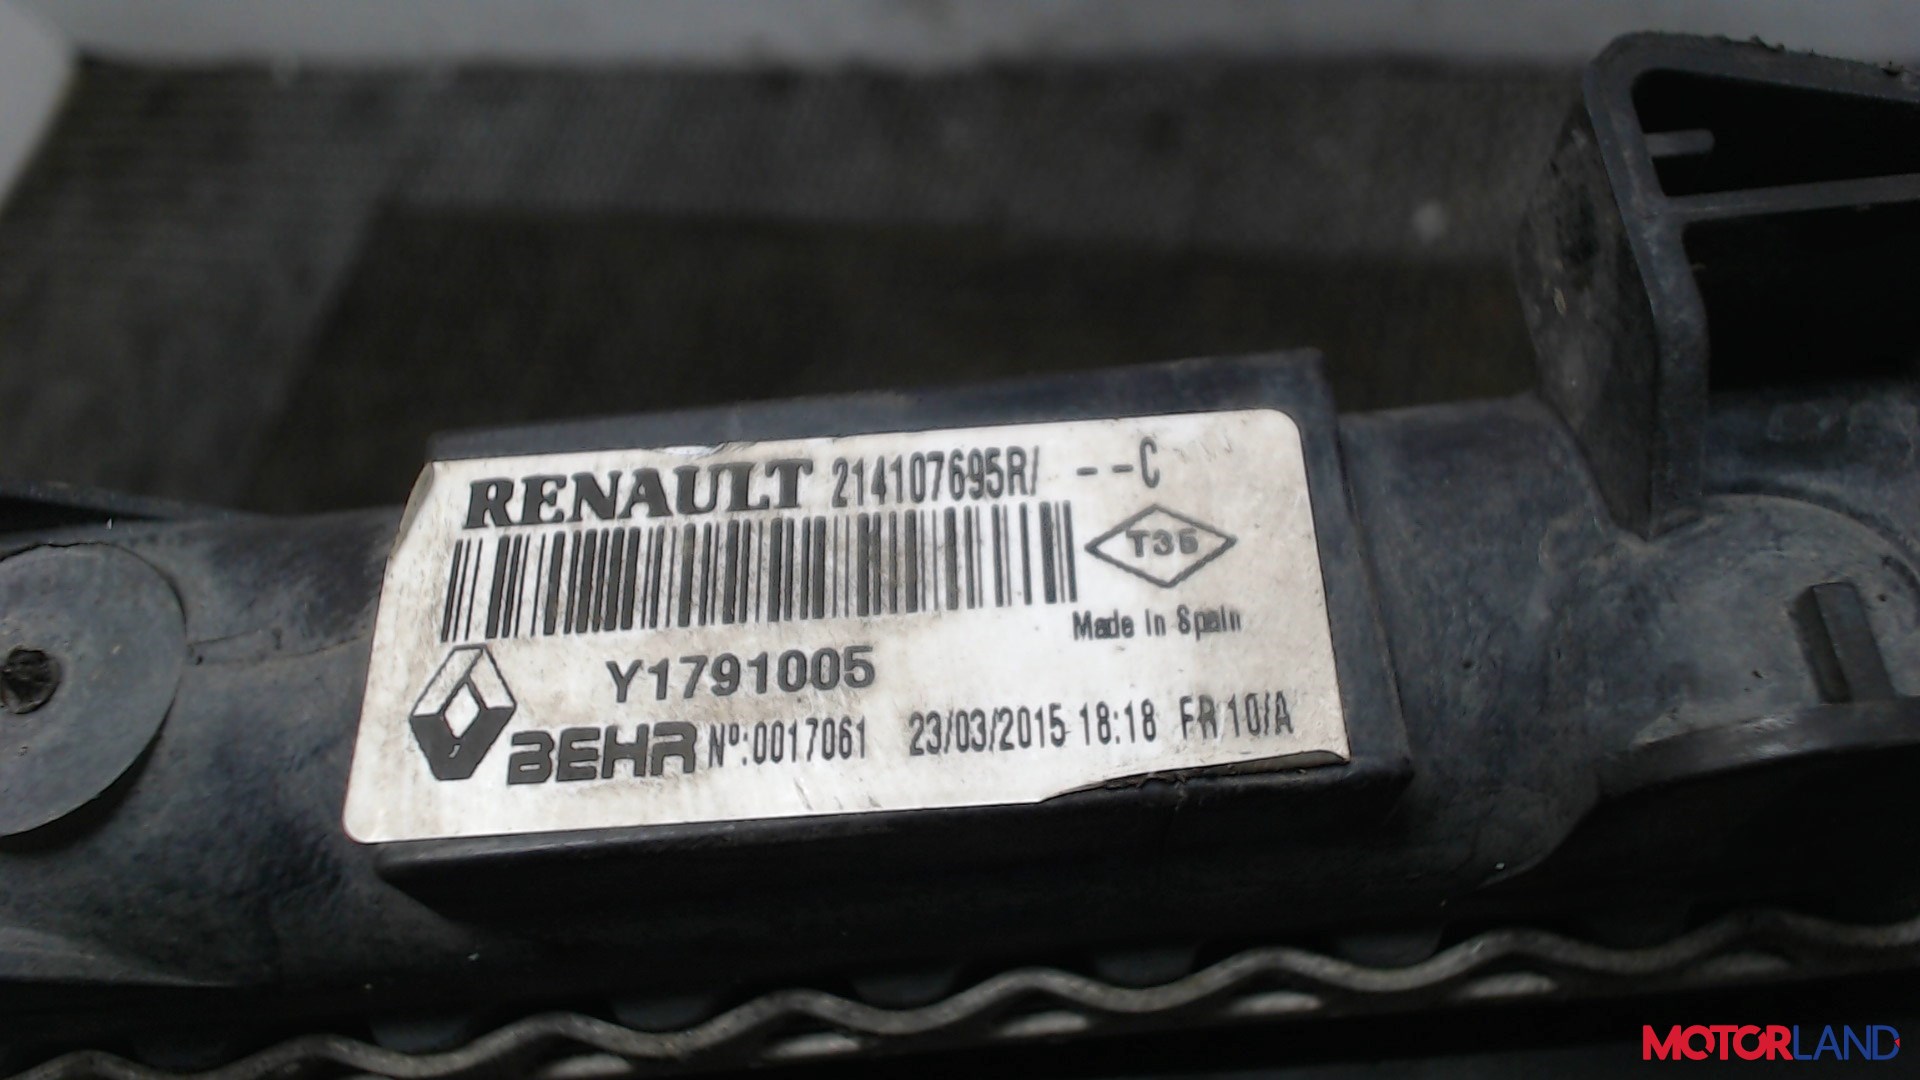 RENAULT 214107695R/ --C
T35
Made In Spain
Y1791005
BEHR Nº:0017061 23/03/2015 18:18 FR 10/A
MOTORLAND